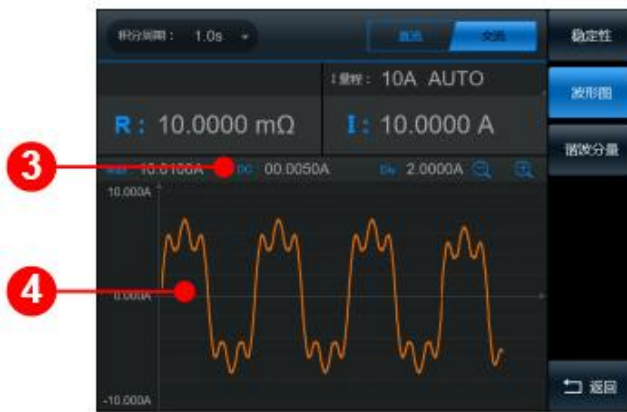 积分周期： 1.0s
直流
交流
稳定性
I量程： 10A AUTO
波形图
R： 10.0000 mΩ
I： 10.0000 A
谐波分量
3
10.0100A
DC
00.0050A
Div
2.0000A
10.000A
4
0.000A
-10.000A
返回